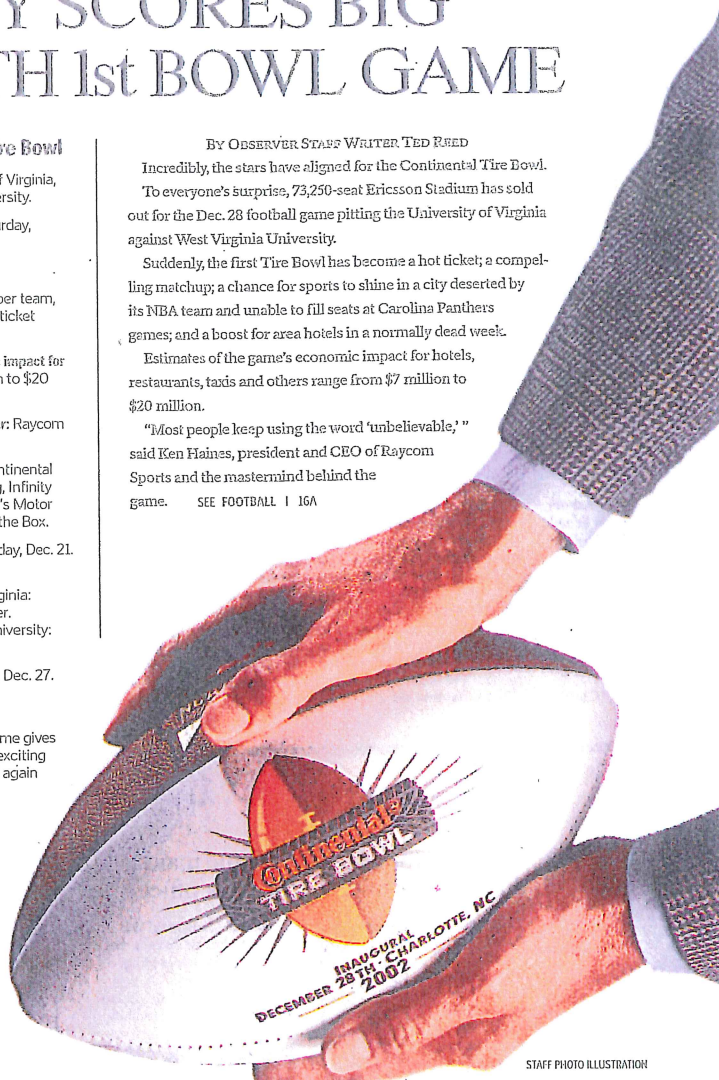 Y SCORES BIG
TH 1st BOWL GAME
re Bowl
f Virginia,
rsity.
rday,
per team,
ticket
impact for
n to $20
r: Raycom
ntinental
g, Infinity
's Motor
the Box.
day, Dec. 21.
ginia:
er.
iversity:
Dec. 27.
me gives
exciting
again
BY OBSERVER STAFF WRITER TED REED
Incredibly, the stars have aligned for the Continental Tire Bowl.
To everyone's surprise, 73,250-seat Ericsson Stadium has sold
out for the Dec. 28 football game pitting the University of Virginia
against West Virginia University.
Suddenly, the first Tire Bowl has become a hot ticket; a compel-
ling matchup; a chance for sports to shine in a city deserted by
its NBA team and unable to fill seats at Carolina Panthers
games; and a boost for area hotels in a normally dead week.
Estimates of the game's economic impact for hotels,
restaurants, taxis and others range from $7 million to
$20 million.
"Most people keep using the word 'unbelievable,' "
said Ken Haines, president and CEO of Raycom
Sports and the mastermind behind the
game. SEE FOOTBALL | 16A
Continental
TIRE BOWL
INAUGURAL
DECEMBER 28TH · CHARLOTTE, NC
2002
STAFF PHOTO ILLUSTRATION